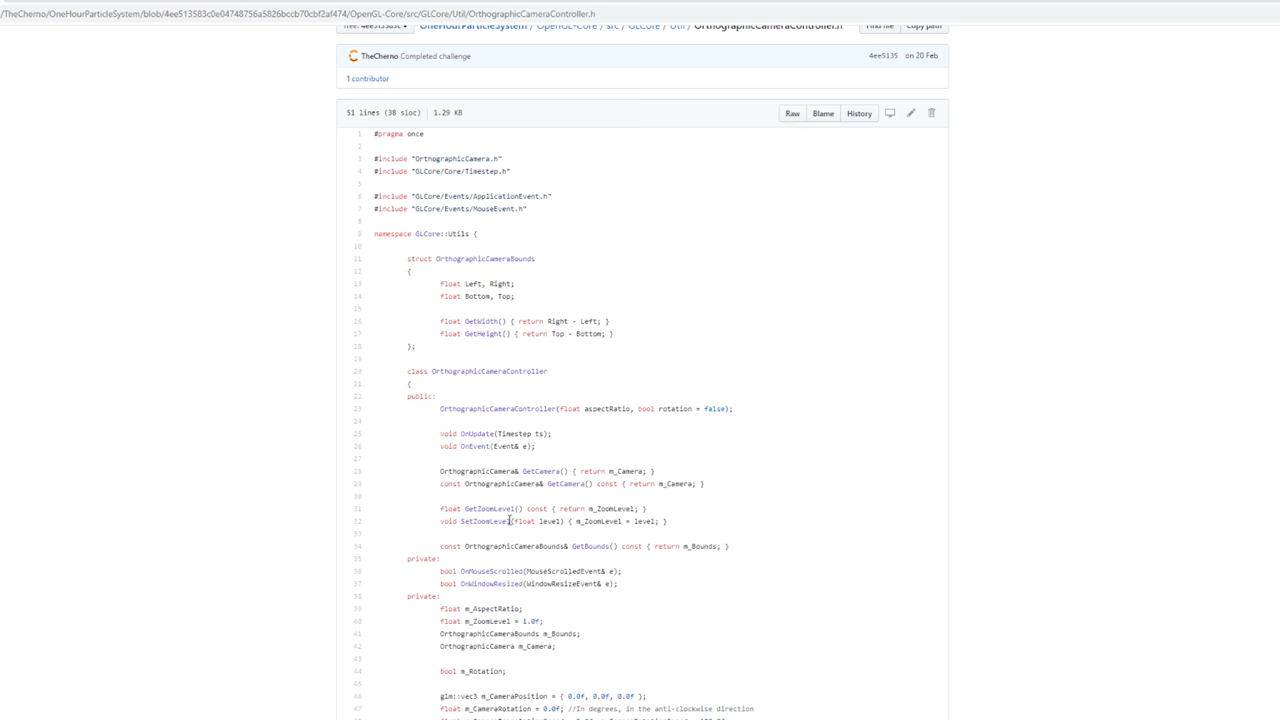 /TheCherno/OneHourParticleSystem/blob/4ee513583c0e04748756a5826bccb70cbf2af474/OpenGL-Core/src/GLCore/Util/OrthographicCameraController.h
OneHourParticleSystem / OpenGL-Core / src / GLCore / Util / OrthographicCameraController.h Find file Copy path
TheCherno Completed challenge 4ee5135 on 20 Feb
1 contributor
51 lines (38 sloc) 1.29 KB Raw Blame History
1 #pragma once
2
3 #include "OrthographicCamera.h"
4 #include "GLCore/Core/Timestep.h"
5
6 #include "GLCore/Events/ApplicationEvent.h"
7 #include "GLCore/Events/MouseEvent.h"
8
9 namespace GLCore::Utils {
10
11 struct OrthographicCameraBounds
12 {
13 float Left, Right;
14 float Bottom, Top;
15
16 float GetWidth() { return Right - Left; }
17 float GetHeight() { return Top - Bottom; }
18 };
19
20 class OrthographicCameraController
21 {
22 public:
23 OrthographicCameraController(float aspectRatio, bool rotation = false);
24
25 void OnUpdate(Timestep ts);
26 void OnEvent(Event& e);
27
28 OrthographicCamera& GetCamera() { return m_Camera; }
29 const OrthographicCamera& GetCamera() const { return m_Camera; }
30
31 float GetZoomLevel() const { return m_ZoomLevel; }
32 void SetZoomLevel(float level) { m_ZoomLevel = level; }
33
34 const OrthographicCameraBounds& GetBounds() const { return m_Bounds; }
35 private:
36 bool OnMouseScrolled(MouseScrolledEvent& e);
37 bool OnWindowResized(WindowResizeEvent& e);
38 private:
39 float m_AspectRatio;
40 float m_ZoomLevel = 1.0f;
41 OrthographicCameraBounds m_Bounds;
42 OrthographicCamera m_Camera;
43
44 bool m_Rotation;
45
46 glm::vec3 m_CameraPosition = { 0.0f, 0.0f, 0.0f };
47 float m_CameraRotation = 0.0f; //In degrees, in the anti-clockwise direction